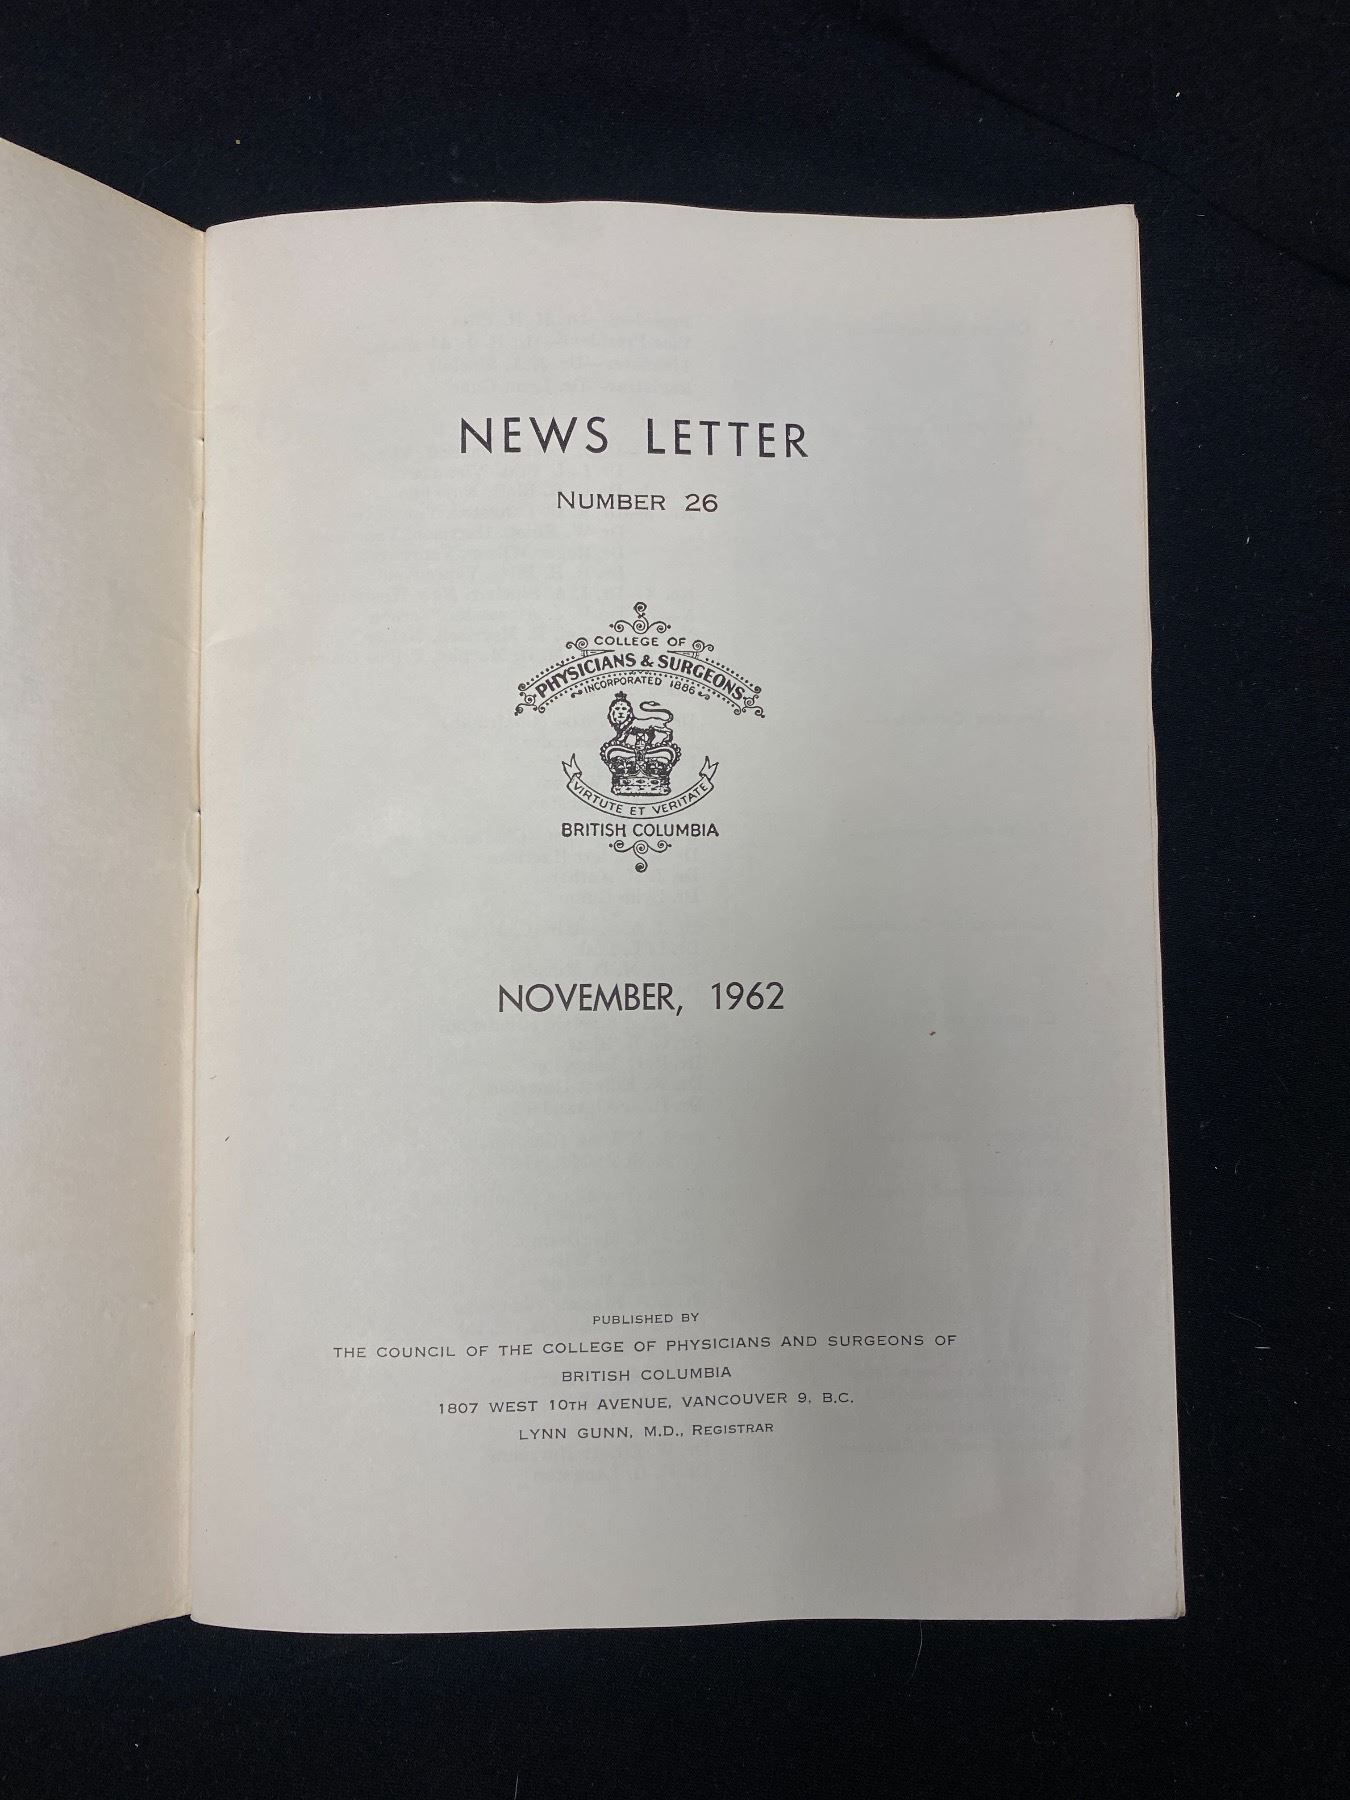 NEWS LETTER
NUMBER 26
COLLEGE OF
PHYSICIANS & SURGEONS
INCORPORATED 1886
VIRTUTE ET VERITATE
BRITISH COLUMBIA
NOVEMBER, 1962
PUBLISHED BY
THE COUNCIL OF THE COLLEGE OF PHYSICIANS AND SURGEONS OF
BRITISH COLUMBIA
1807 WEST 10TH AVENUE, VANCOUVER 9, B.C.
LYNN GUNN, M.D., REGISTRAR